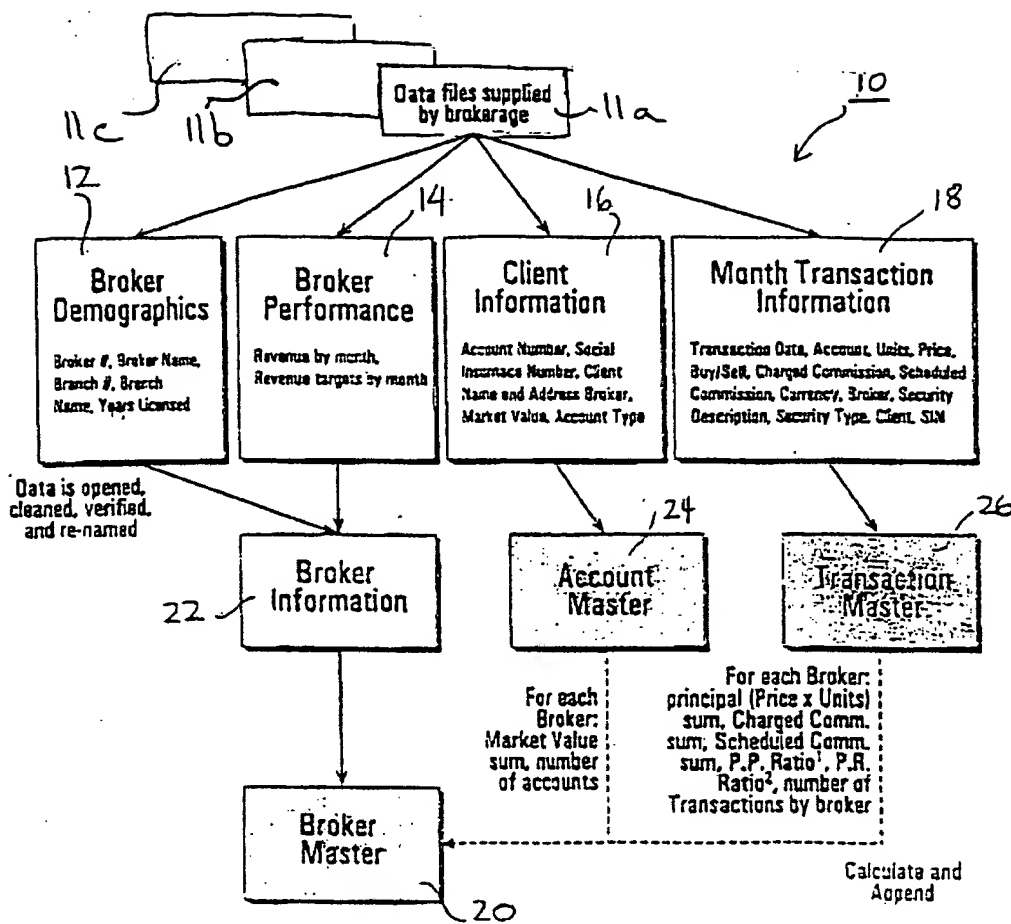 11c
11b
Data files supplied
by brokerage
11a
10
12
14
16
18
Broker
Demographics
Broker #, Broker Name,
Branch #, Branch
Name, Years Licensed
Broker
Performance
Revenue by month,
Revenue targets by month
Client
Information
Account Number, Social
Insurance Number, Client
Name and Address Broker,
Market Value, Account Type
Month Transaction
Information
Transaction Data, Account, Units, Price,
Buy/Sell, Charged Commission, Scheduled
Commission, Currency, Broker, Security
Description, Security Type, Client, SIN
Data is opened,
cleaned, verified,
and re-named
22
Broker
Information
24
Account
Master
26
Transaction
Master
For each
Broker:
Market Value
sum, number
of accounts
For each Broker:
principal (Price x Units)
sum, Charged Comm.
sum, Scheduled Comm.
sum, P.P. Ratio¹, P.R.
Ratio², number of
Transactions by broker
Broker
Master
20
Calculate and
Append